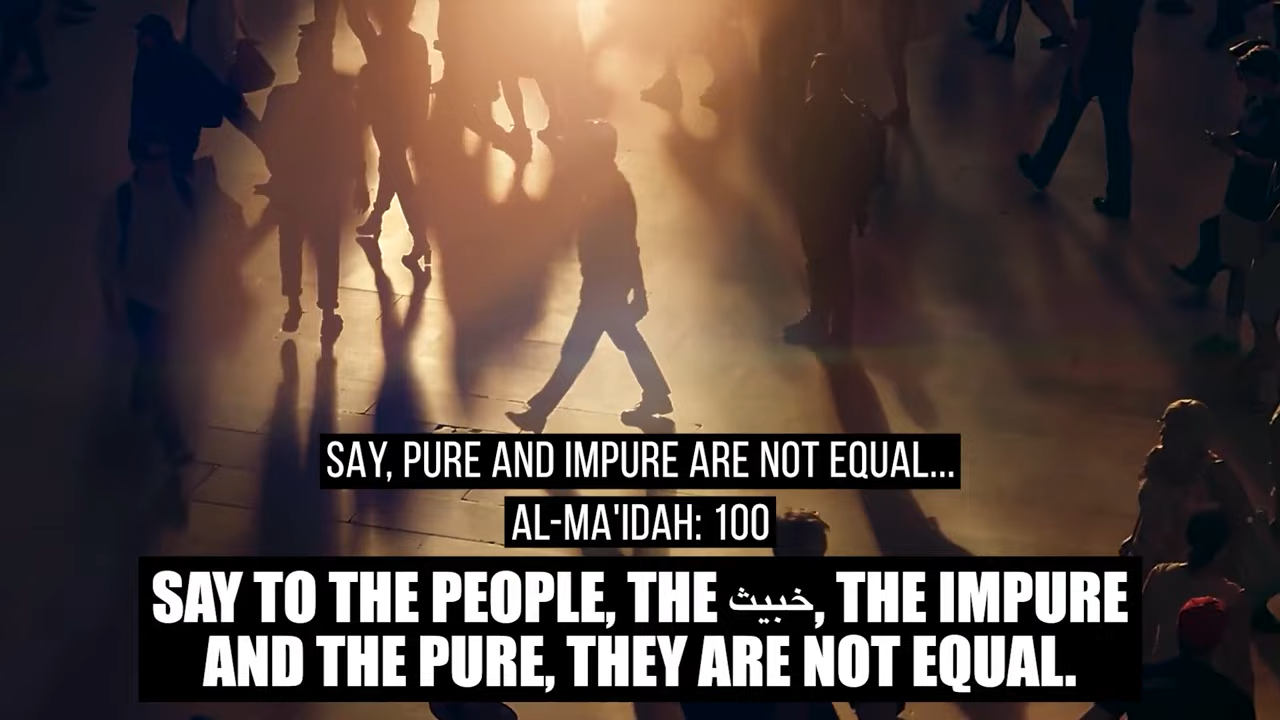 SAY, PURE AND IMPURE ARE NOT EQUAL...
AL-MA'IDAH: 100
SAY TO THE PEOPLE, THE خبيث, THE IMPURE
AND THE PURE, THEY ARE NOT EQUAL.